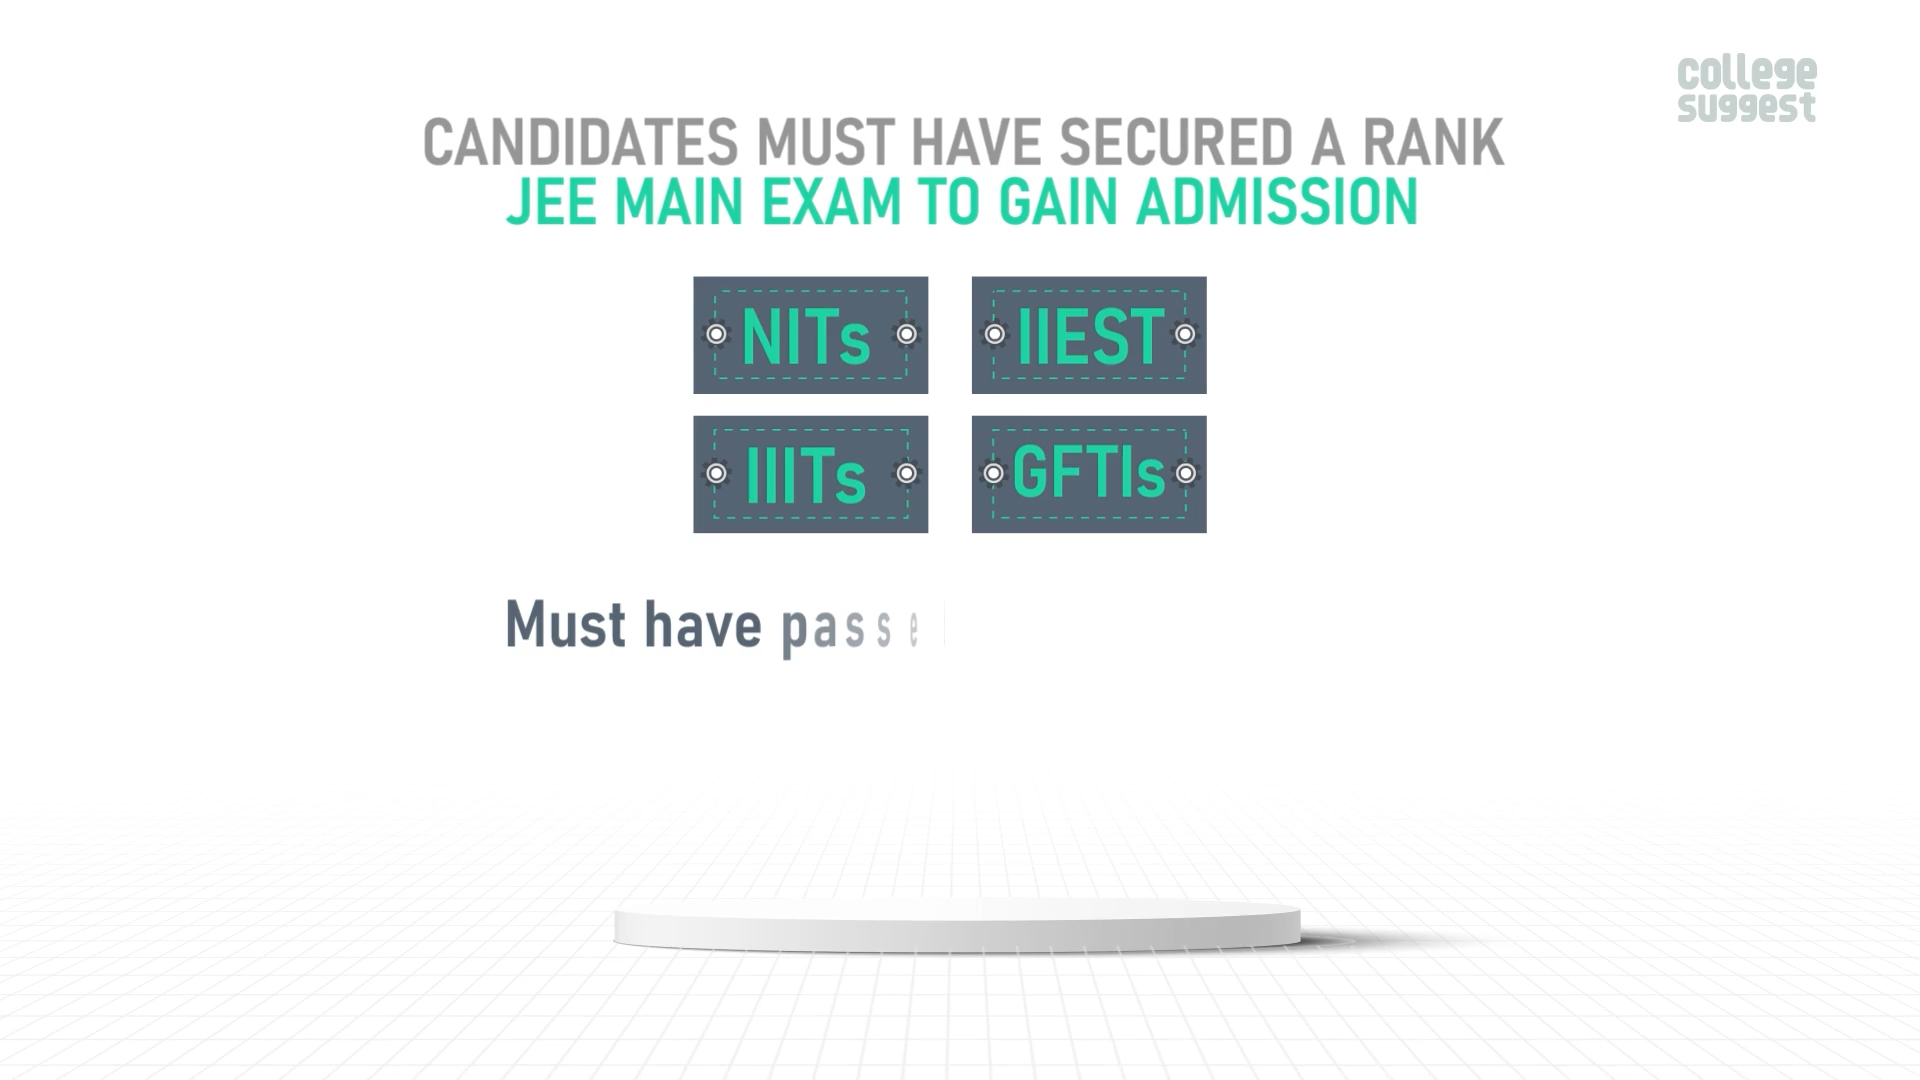 college
suggest
CANDIDATES MUST HAVE SECURED A RANK
JEE MAIN EXAM TO GAIN ADMISSION
NITs
IIEST
IIITs
GFTIs
Must have passe